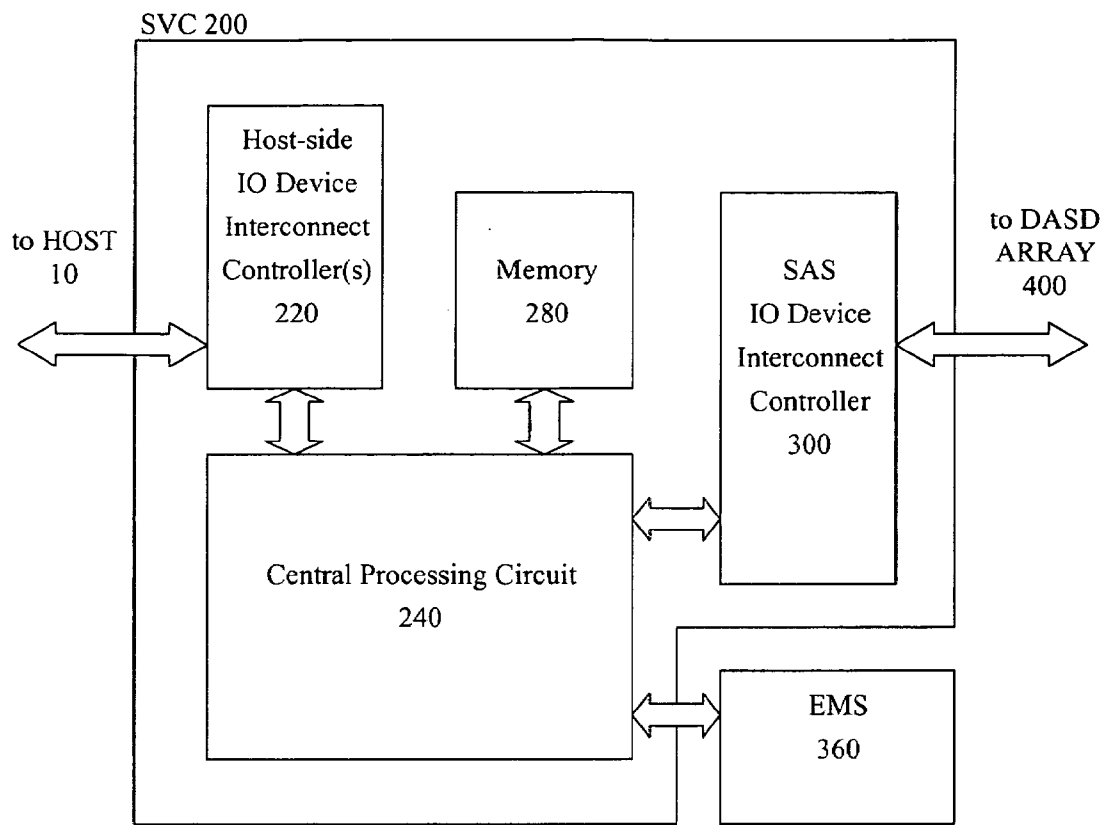 SVC 200
Host-side
IO Device
Interconnect
Controller(s)
220
to HOST
10
Memory
280
SAS
IO Device
Interconnect
Controller
300
to DASD
ARRAY
400
Central Processing Circuit
240
EMS
360